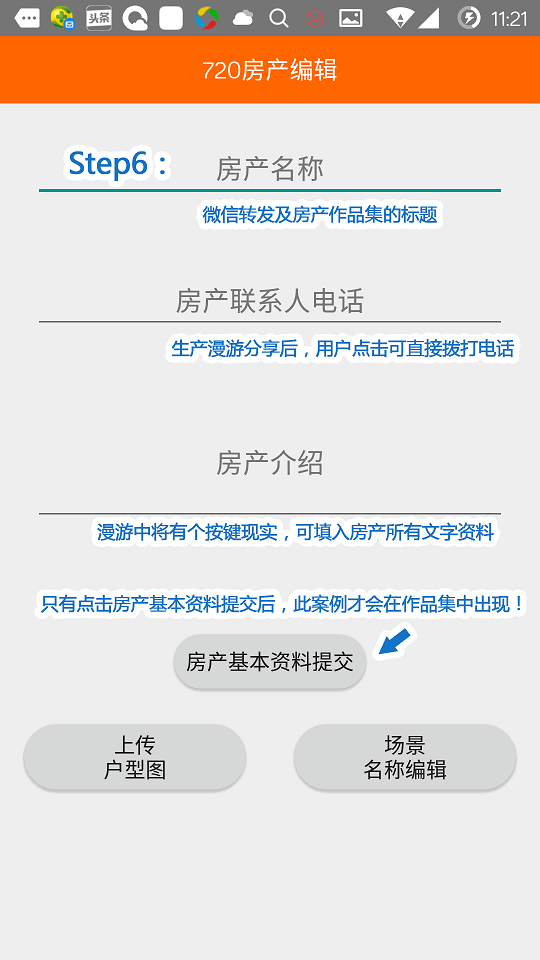 头条
11:21
720房产编辑
Step6：
房产名称
微信转发及房产作品集的标题
房产联系人电话
生产漫游分享后，用户点击可直接拨打电话
房产介绍
漫游中将有个按键现实，可填入房产所有文字资料
只有点击房产基本资料提交后，此案例才会在作品集中出现！
房产基本资料提交
上传
户型图
场景
名称编辑